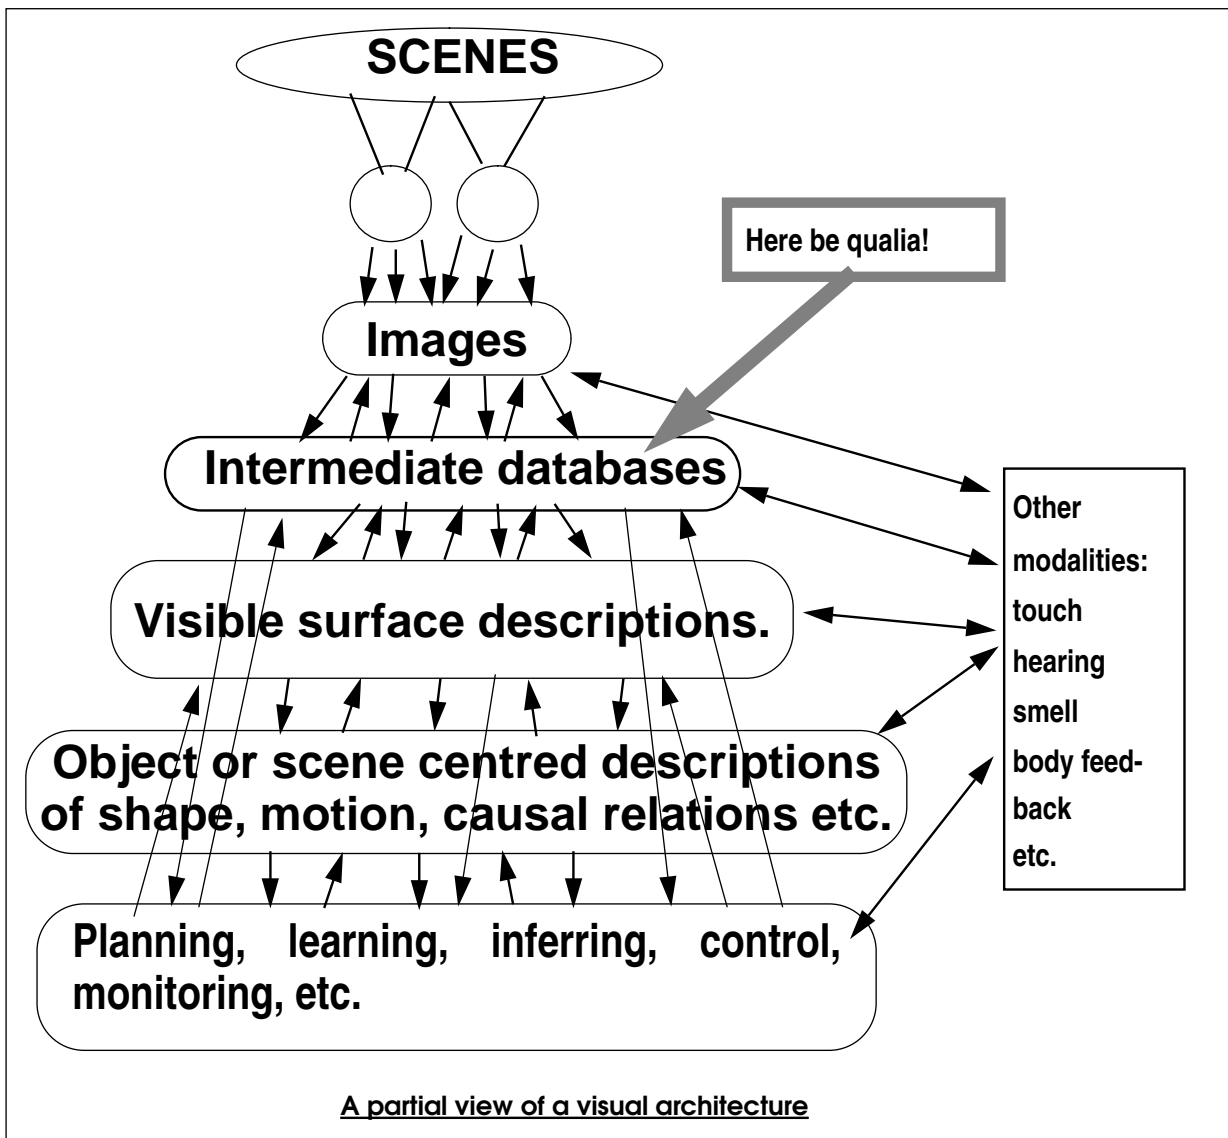 SCENES
Here be qualia!
Images
Intermediate databases
Other
modalities:
touch
hearing
smell
body feed-
back
etc.
Visible surface descriptions.
Object or scene centred descriptions
of shape, motion, causal relations etc.
Planning, learning, inferring, control,
monitoring, etc.
A partial view of a visual architecture